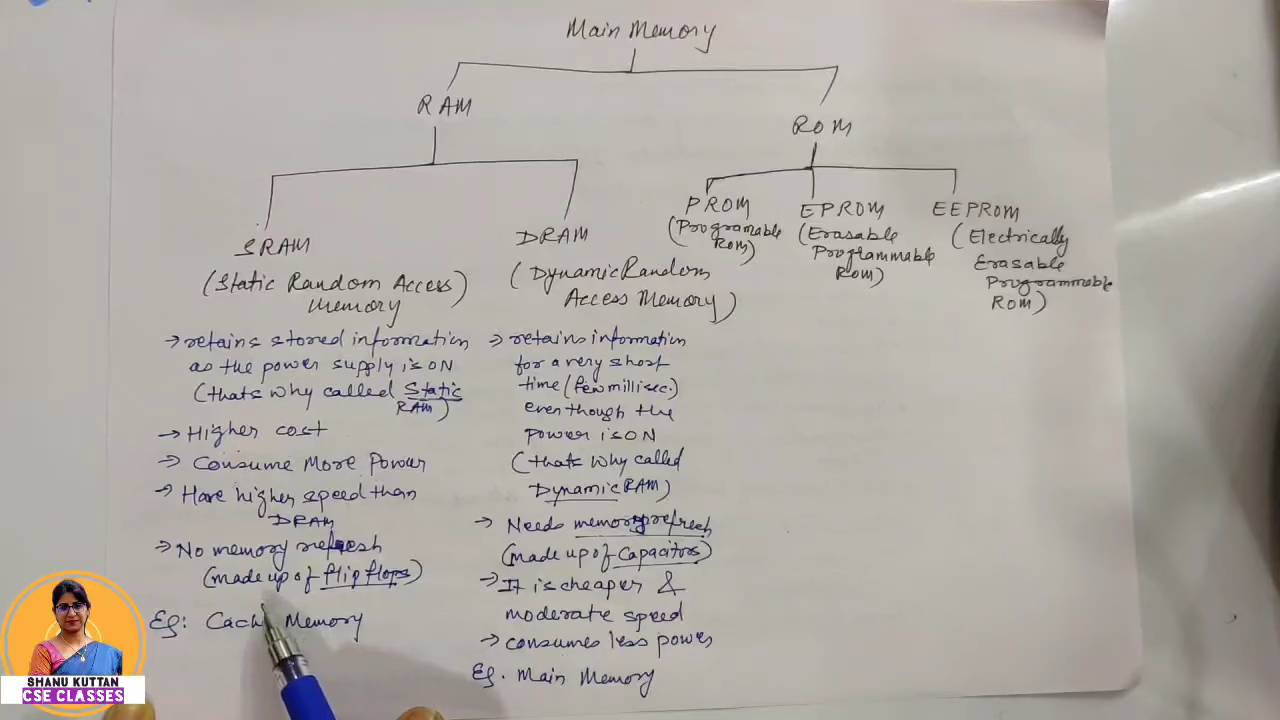 Main Memory
RAM
ROM
SRAM
(Static Random Access
Memory)
DRAM
(Dynamic Random
Access Memory)
PROM
(Programable
ROM)
EPROM
(Erasable
Programmable
ROM)
EEPROM
(Electrically
Erasable
Programmable
ROM)
→ retains stored information
as the power supply is ON
(thats why called Static
RAM)
→ Higher cost
→ Consume More Power
→ Have higher speed than
DRAM
→ No memory refresh
(made up of flip flops)
Eg: Cache Memory
→ retains information
for a very short
time (few millisec.)
even though the
power is ON
(thats why called
Dynamic RAM)
→ Needs memory refresh
(made up of Capacitors)
→ It is cheaper &
moderate speed
→ consumes less power
Eg. Main Memory
SHANU KUTTAN
CSE CLASSES